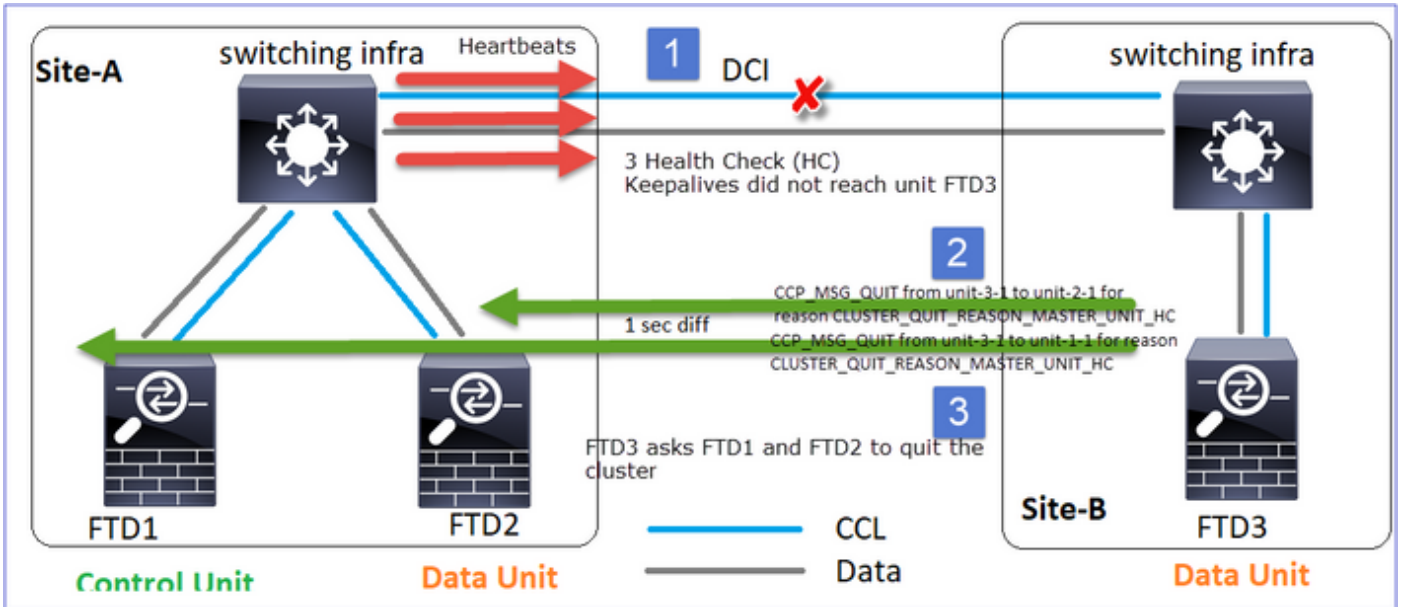 Site-A
switching infra
Heartbeats
1
DCI
switching infra
3 Health Check (HC)
Keepalives did not reach unit FTD3
2
CCP_MSG_QUIT from unit-3-1 to unit-2-1 for
reason CLUSTER_QUIT_REASON_MASTER_UNIT_HC
1 sec diff
CCP_MSG_QUIT from unit-3-1 to unit-1-1 for reason
CLUSTER_QUIT_REASON_MASTER_UNIT_HC
3
FTD3 asks FTD1 and FTD2 to quit the
cluster
FTD1
FTD2
Site-B
FTD3
CCL
Data
Control Unit
Data Unit
Data Unit